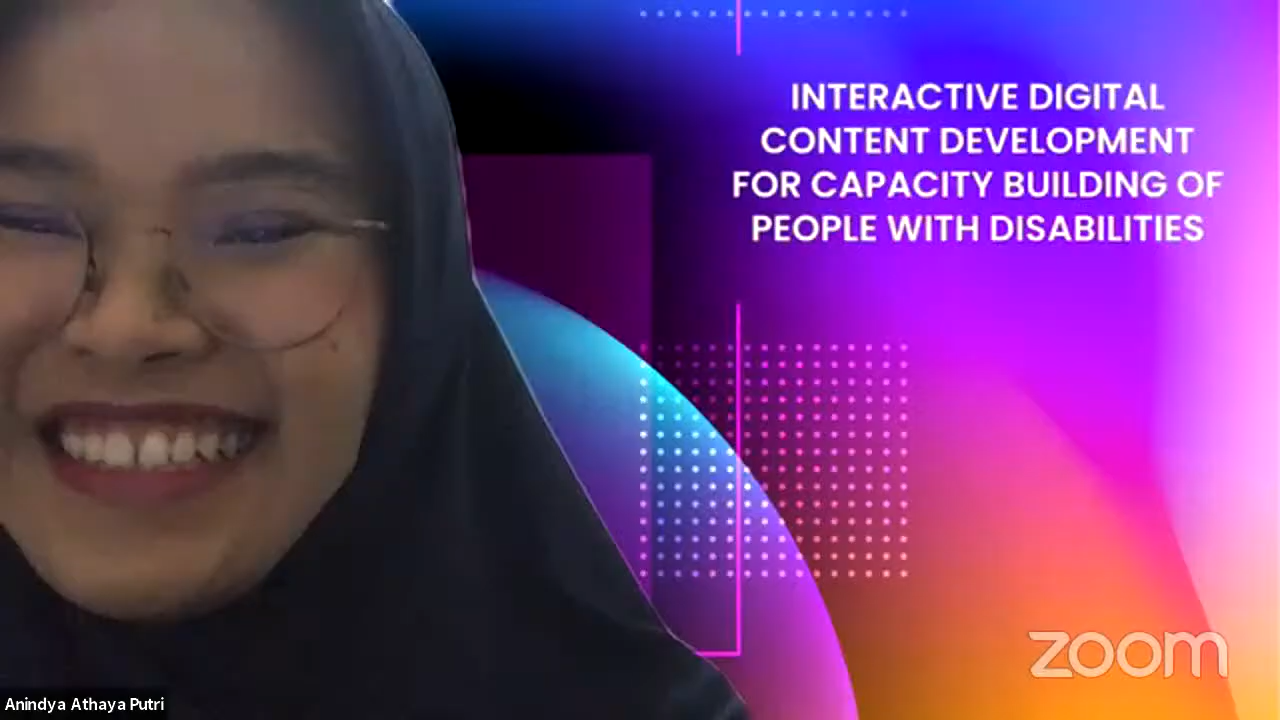 INTERACTIVE DIGITAL
CONTENT DEVELOPMENT
FOR CAPACITY BUILDING OF
PEOPLE WITH DISABILITIES
zoom
Anindya Athaya Putri